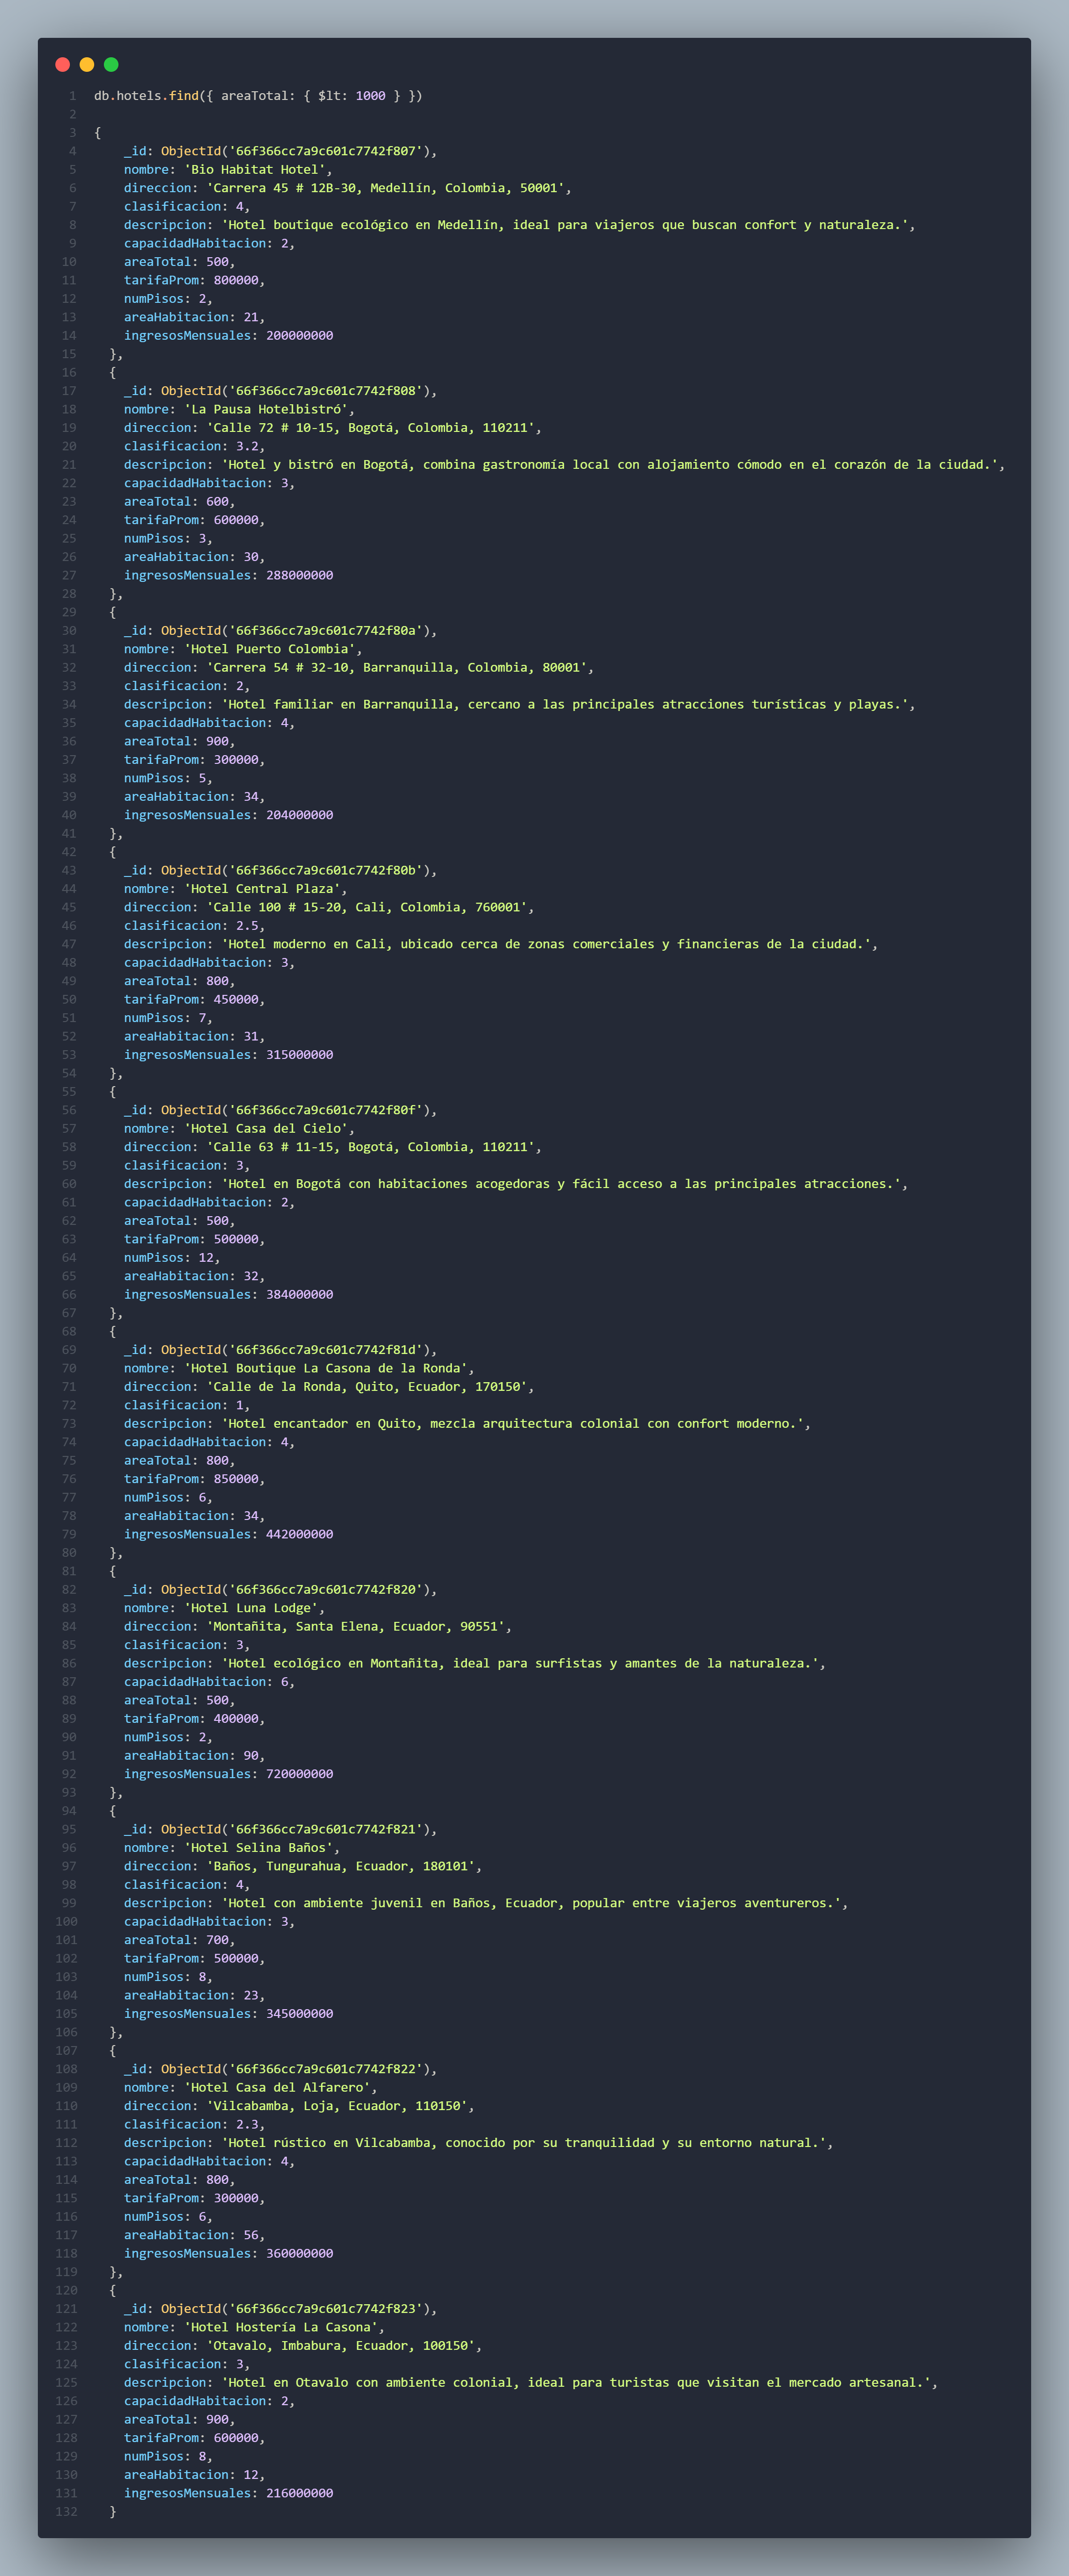 1 db.hotels.find({ areaTotal: { $lt: 1000 } })
2
3 {
4 _id: ObjectId('66f366cc7a9c601c7742f807'),
5 nombre: 'Bio Habitat Hotel',
6 direccion: 'Carrera 45 # 12B-30, Medellín, Colombia, 50001',
7 clasificacion: 4,
8 descripcion: 'Hotel boutique ecológico en Medellín, ideal para viajeros que buscan confort y naturaleza.',
9 capacidadHabitacion: 2,
10 areaTotal: 500,
11 tarifaProm: 800000,
12 numPisos: 2,
13 areaHabitacion: 21,
14 ingresosMensuales: 200000000
15 },
16 {
17 _id: ObjectId('66f366cc7a9c601c7742f808'),
18 nombre: 'La Pausa Hotelbistró',
19 direccion: 'Calle 72 # 10-15, Bogotá, Colombia, 110211',
20 clasificacion: 3.2,
21 descripcion: 'Hotel y bistró en Bogotá, combina gastronomía local con alojamiento cómodo en el corazón de la ciudad.',
22 capacidadHabitacion: 3,
23 areaTotal: 600,
24 tarifaProm: 600000,
25 numPisos: 3,
26 areaHabitacion: 30,
27 ingresosMensuales: 288000000
28 },
29 {
30 _id: ObjectId('66f366cc7a9c601c7742f80a'),
31 nombre: 'Hotel Puerto Colombia',
32 direccion: 'Carrera 54 # 32-10, Barranquilla, Colombia, 80001',
33 clasificacion: 2,
34 descripcion: 'Hotel familiar en Barranquilla, cercano a las principales atracciones turísticas y playas.',
35 capacidadHabitacion: 4,
36 areaTotal: 900,
37 tarifaProm: 300000,
38 numPisos: 5,
39 areaHabitacion: 34,
40 ingresosMensuales: 204000000
41 },
42 {
43 _id: ObjectId('66f366cc7a9c601c7742f80b'),
44 nombre: 'Hotel Central Plaza',
45 direccion: 'Calle 100 # 15-20, Cali, Colombia, 760001',
46 clasificacion: 2.5,
47 descripcion: 'Hotel moderno en Cali, ubicado cerca de zonas comerciales y financieras de la ciudad.',
48 capacidadHabitacion: 3,
49 areaTotal: 800,
50 tarifaProm: 450000,
51 numPisos: 7,
52 areaHabitacion: 31,
53 ingresosMensuales: 315000000
54 },
55 {
56 _id: ObjectId('66f366cc7a9c601c7742f80f'),
57 nombre: 'Hotel Casa del Cielo',
58 direccion: 'Calle 63 # 11-15, Bogotá, Colombia, 110211',
59 clasificacion: 3,
60 descripcion: 'Hotel en Bogotá con habitaciones acogedoras y fácil acceso a las principales atracciones.',
61 capacidadHabitacion: 2,
62 areaTotal: 500,
63 tarifaProm: 500000,
64 numPisos: 12,
65 areaHabitacion: 32,
66 ingresosMensuales: 384000000
67 },
68 {
69 _id: ObjectId('66f366cc7a9c601c7742f81d'),
70 nombre: 'Hotel Boutique La Casona de la Ronda',
71 direccion: 'Calle de la Ronda, Quito, Ecuador, 170150',
72 clasificacion: 1,
73 descripcion: 'Hotel encantador en Quito, mezcla arquitectura colonial con confort moderno.',
74 capacidadHabitacion: 4,
75 areaTotal: 800,
76 tarifaProm: 850000,
77 numPisos: 6,
78 areaHabitacion: 34,
79 ingresosMensuales: 442000000
80 },
81 {
82 _id: ObjectId('66f366cc7a9c601c7742f820'),
83 nombre: 'Hotel Luna Lodge',
84 direccion: 'Montañita, Santa Elena, Ecuador, 90551',
85 clasificacion: 3,
86 descripcion: 'Hotel ecológico en Montañita, ideal para surfistas y amantes de la naturaleza.',
87 capacidadHabitacion: 6,
88 areaTotal: 500,
89 tarifaProm: 400000,
90 numPisos: 2,
91 areaHabitacion: 90,
92 ingresosMensuales: 720000000
93 },
94 {
95 _id: ObjectId('66f366cc7a9c601c7742f821'),
96 nombre: 'Hotel Selina Baños',
97 direccion: 'Baños, Tungurahua, Ecuador, 180101',
98 clasificacion: 4,
99 descripcion: 'Hotel con ambiente juvenil en Baños, Ecuador, popular entre viajeros aventureros.',
100 capacidadHabitacion: 3,
101 areaTotal: 700,
102 tarifaProm: 500000,
103 numPisos: 8,
104 areaHabitacion: 23,
105 ingresosMensuales: 345000000
106 },
107 {
108 _id: ObjectId('66f366cc7a9c601c7742f822'),
109 nombre: 'Hotel Casa del Alfarero',
110 direccion: 'Vilcabamba, Loja, Ecuador, 110150',
111 clasificacion: 2.3,
112 descripcion: 'Hotel rústico en Vilcabamba, conocido por su tranquilidad y su entorno natural.',
113 capacidadHabitacion: 4,
114 areaTotal: 800,
115 tarifaProm: 300000,
116 numPisos: 6,
117 areaHabitacion: 56,
118 ingresosMensuales: 360000000
119 },
120 {
121 _id: ObjectId('66f366cc7a9c601c7742f823'),
122 nombre: 'Hotel Hostería La Casona',
123 direccion: 'Otavalo, Imbabura, Ecuador, 100150',
124 clasificacion: 3,
125 descripcion: 'Hotel en Otavalo con ambiente colonial, ideal para turistas que visitan el mercado artesanal.',
126 capacidadHabitacion: 2,
127 areaTotal: 900,
128 tarifaProm: 600000,
129 numPisos: 8,
130 areaHabitacion: 12,
131 ingresosMensuales: 216000000
132 }